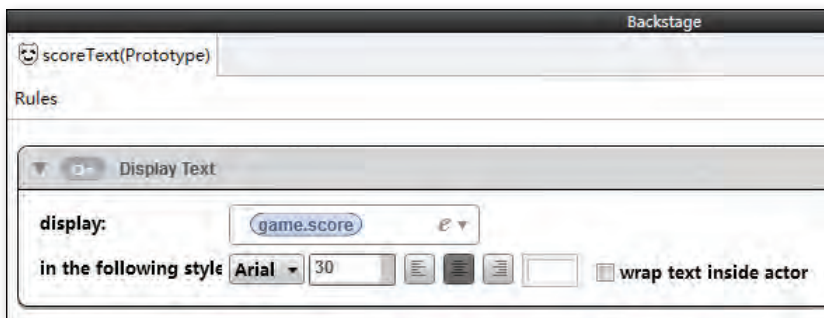 Backstage
scoreText(Prototype)
Rules
Display Text
display: game.score e
in the following style Arial 30 wrap text inside actor